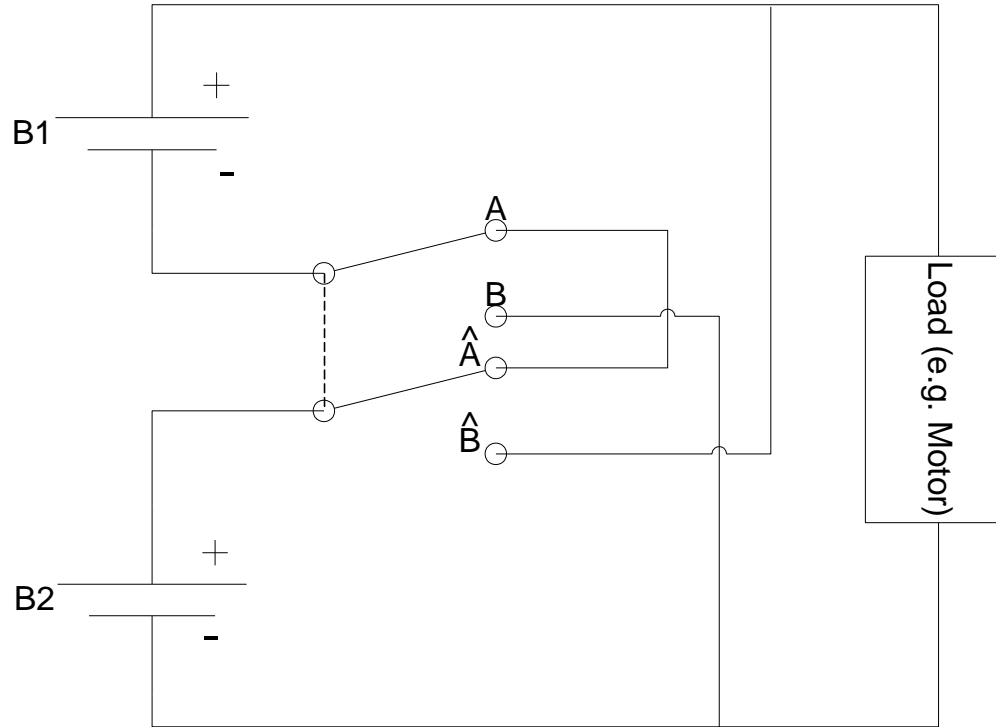 +
B1
-
A
B
Â
B̂
Load (e.g. Motor)
+
B2
-